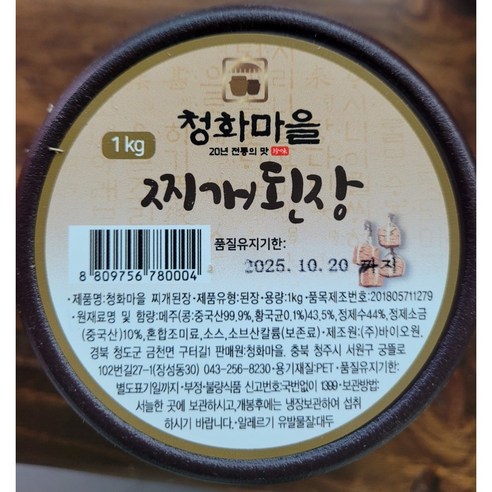 청화마을
20년 전통의 맛 진미
1kg
찌개된장
품질유지기한:
2025. 10. 20 까지
8 809756 780004
•제품명:청화마을 찌개된장•제품유형:된장•용량:1kg•품목제조번호:201805711279
•원재료명 및 함량:메주(콩:중국산99.9%, 황국균0.1%)43.5%, 정제수44%, 정제소금
(중국산)10%, 혼합조미료, 소스, 소브산칼륨(보존료) •제조원:(주)바이오원.
경북 청도군 금천면 구터길1 판매원:청화마을. 충북 청주시 서원구 궁뜰로
102번길27-1(장성동30) 043-256-8230•용기재질:PET•품질유지기한:
별도표기일까지•부정·불량식품 신고번호:국번없이 1399•보관방법:
서늘한 곳에 보관하시고, 개봉후에는 냉장보관하여 섭취
하시기 바랍니다.•알레르기 유발물질:대두